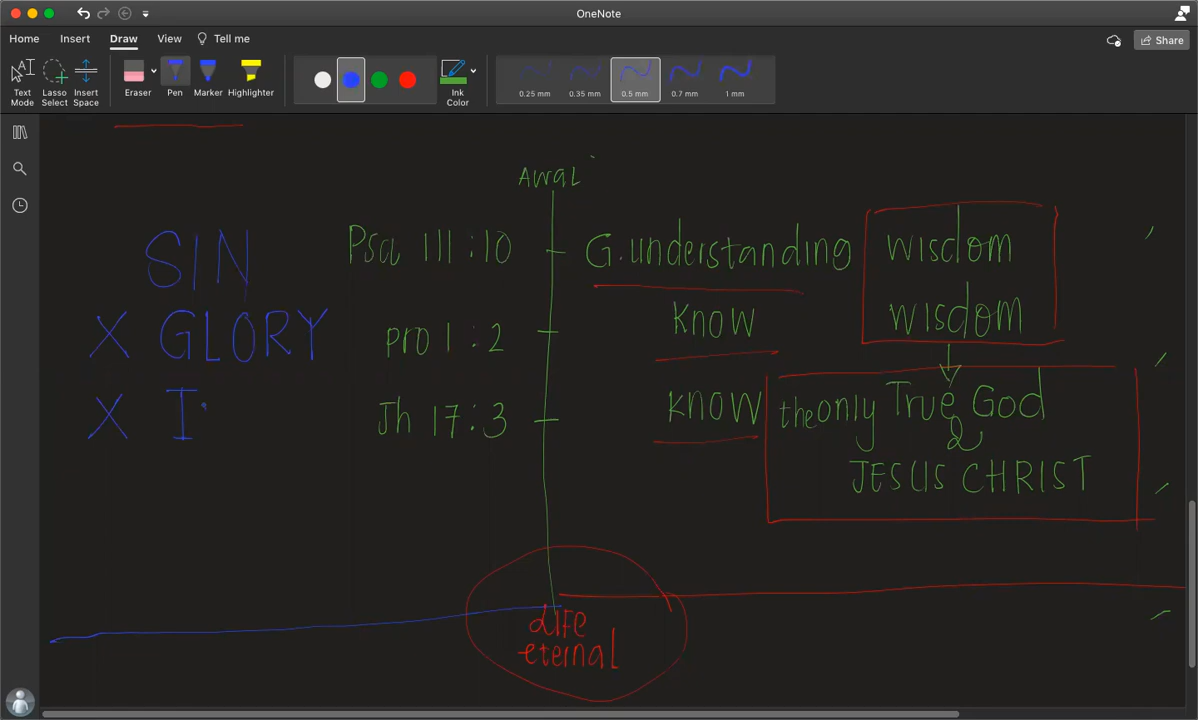 OneNote
Home Insert Draw View Tell me
Share
Text Mode
Lasso Select
Insert Space
Eraser
Pen
Marker
Highlighter
Ink Color
0.25 mm
0.35 mm
0.5 mm
0.7 mm
1 mm
AwaL
SIN
X GLORY
X I
Psa 111:10
pro 1:2
Jh 17:3
G.understanding
wisdom
know
wisdom
know
the only True God
&
JESUS CHRIST
Life
eternal